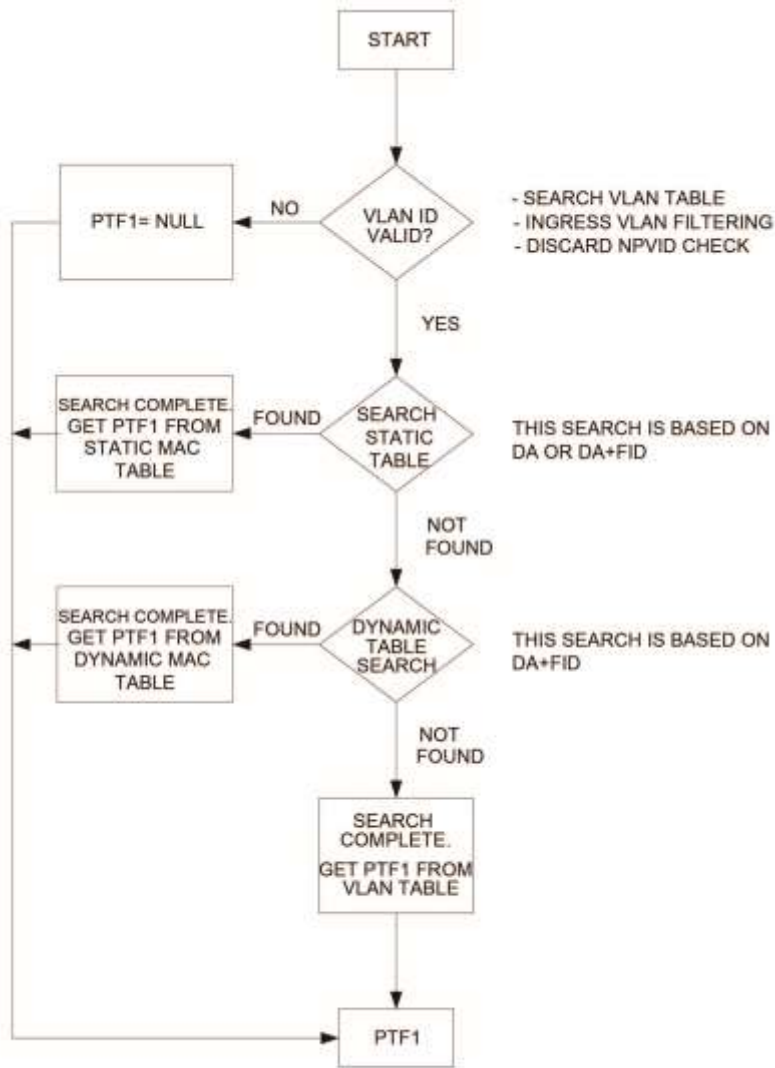 START
PTF1= NULL
NO
VLAN ID
VALID?
- SEARCH VLAN TABLE
- INGRESS VLAN FILTERING
- DISCARD NPVID CHECK
YES
SEARCH COMPLETE.
GET PTF1 FROM
STATIC MAC
TABLE
FOUND
SEARCH
STATIC
TABLE
THIS SEARCH IS BASED ON
DA OR DA+FID
NOT
FOUND
SEARCH COMPLETE.
GET PTF1 FROM
DYNAMIC MAC
TABLE
FOUND
DYNAMIC
TABLE
SEARCH
THIS SEARCH IS BASED ON
DA+FID
NOT
FOUND
SEARCH
COMPLETE.
GET PTF1 FROM
VLAN TABLE
PTF1